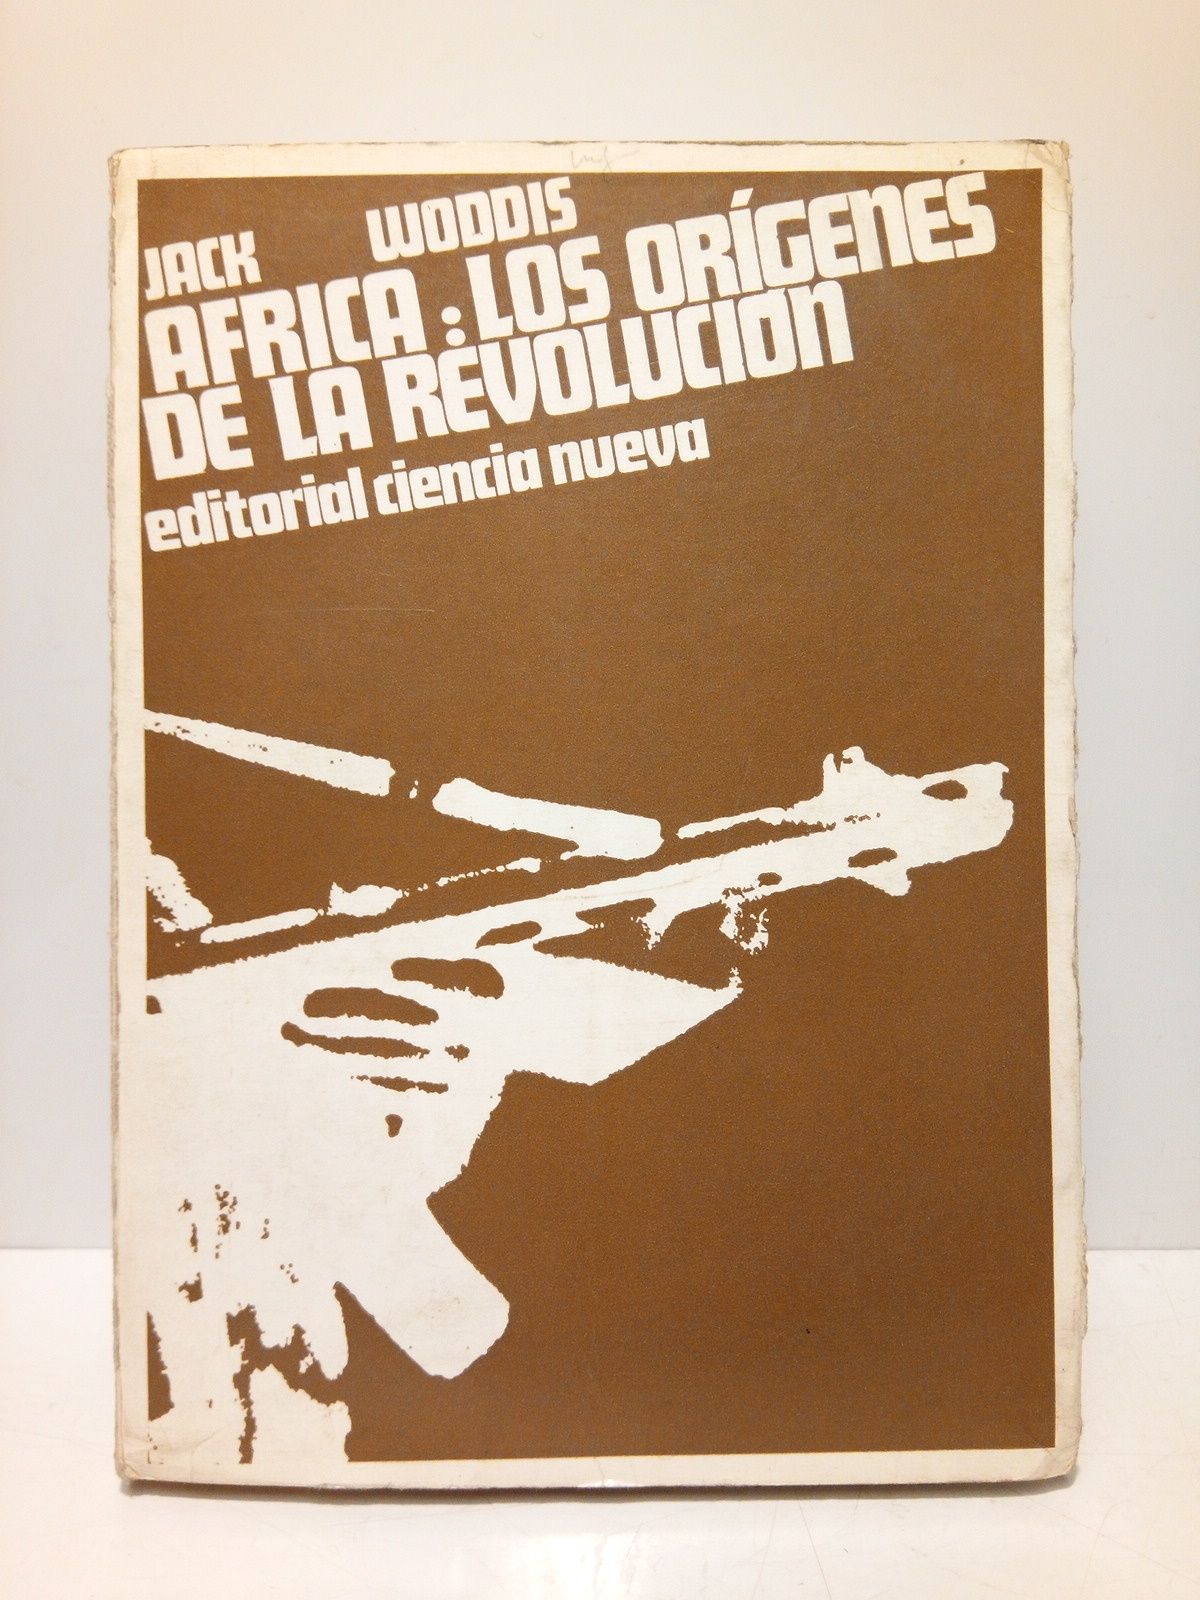 JACK WODDIS
AFRICA: LOS ORÍGENES
DE LA REVOLUCION
editorial ciencia nueva